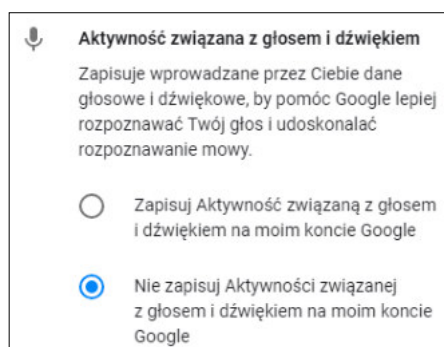 Aktywność związana z głosem i dźwiękiem
Zapisuje wprowadzane przez Ciebie dane
głosowe i dźwiękowe, by pomóc Google lepiej
rozpoznawać Twój głos i udoskonalać
rozpoznawanie mowy.
Zapisuj Aktywność związaną z głosem
i dźwiękiem na moim koncie Google
Nie zapisuj Aktywności związanej
z głosem i dźwiękiem na moim koncie
Google